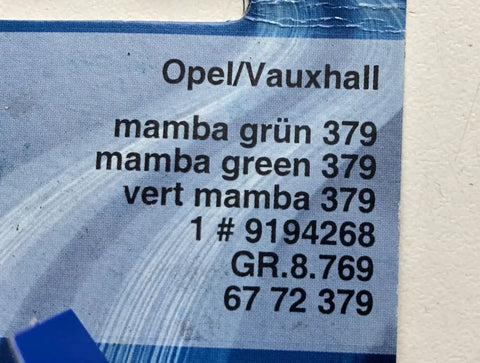 Opel/Vauxhall
mamba grün 379
mamba green 379
vert mamba 379
1 # 9194268
GR.8.769
67 72 379